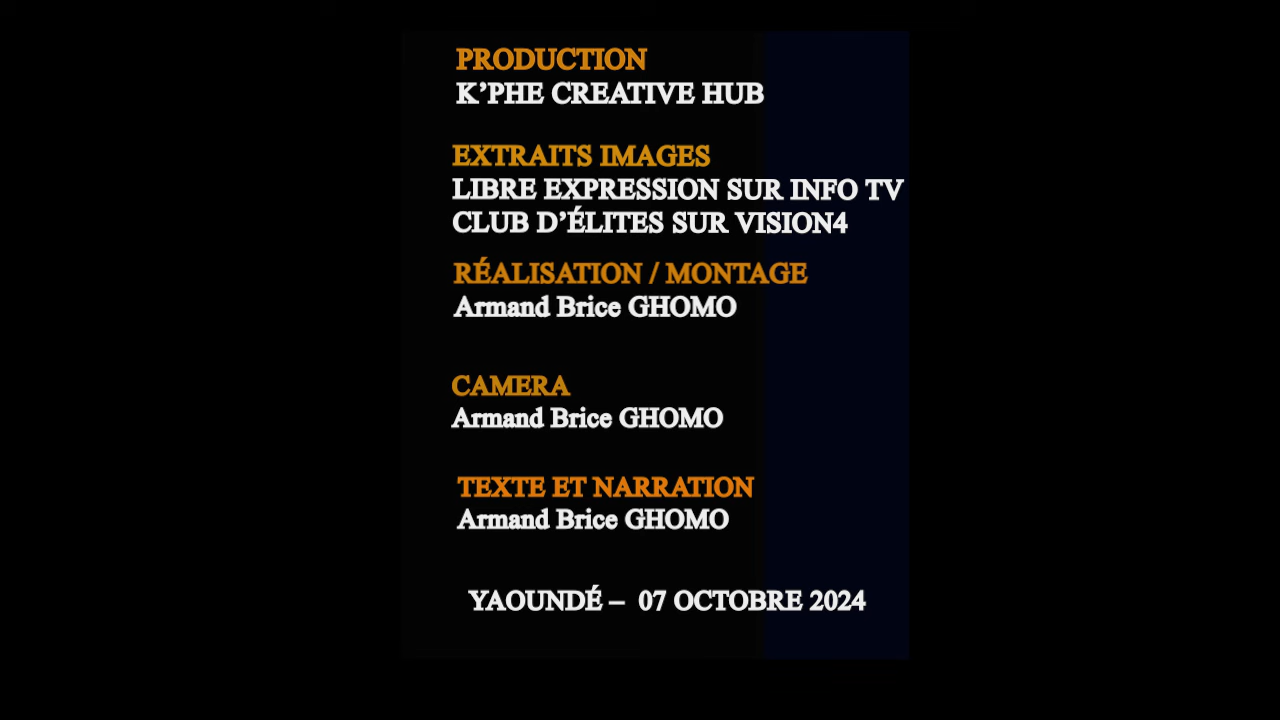 PRODUCTION
K’PHE CREATIVE HUB
EXTRAITS IMAGES
LIBRE EXPRESSION SUR INFO TV
CLUB D’ÉLITES SUR VISION4
RÉALISATION / MONTAGE
Armand Brice GHOMO
CAMERA
Armand Brice GHOMO
TEXTE ET NARRATION
Armand Brice GHOMO
YAOUNDÉ – 07 OCTOBRE 2024